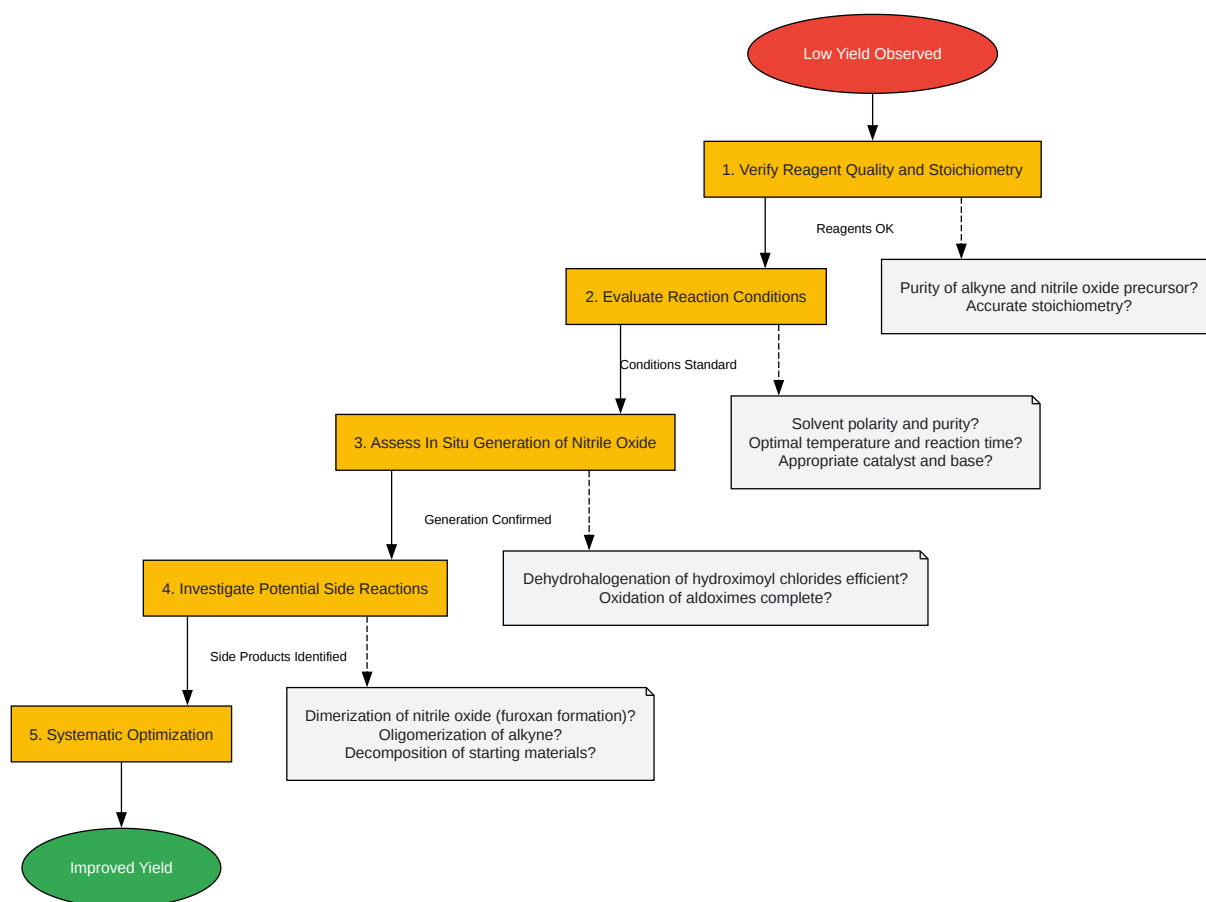 Low Yield Observed
1. Verify Reagent Quality and Stoichiometry
Reagents OK
Purity of alkyne and nitrile oxide precursor?
Accurate stoichiometry?
2. Evaluate Reaction Conditions
Conditions Standard
Solvent polarity and purity?
Optimal temperature and reaction time?
Appropriate catalyst and base?
3. Assess In Situ Generation of Nitrile Oxide
Generation Confirmed
Dehydrohalogenation of hydroximoyl chlorides efficient?
Oxidation of aldoximes complete?
4. Investigate Potential Side Reactions
Side Products Identified
Dimerization of nitrile oxide (furoxan formation)?
Oligomerization of alkyne?
Decomposition of starting materials?
5. Systematic Optimization
Improved Yield